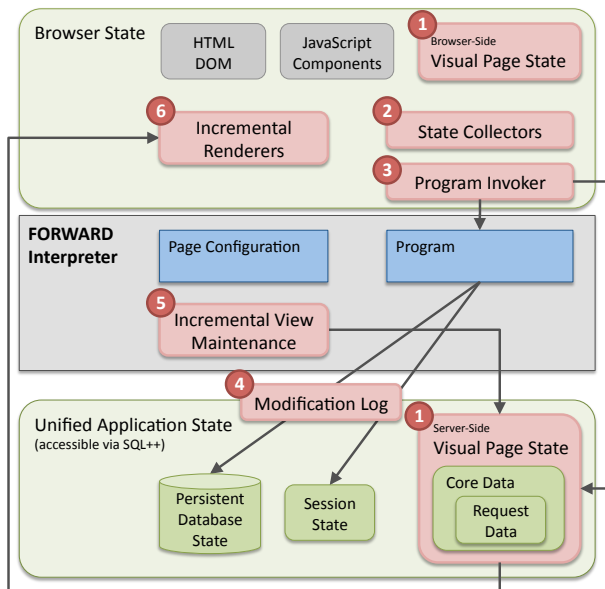 Browser State
HTML
DOM
JavaScript
Components
1
Browser-Side
Visual Page State
6
Incremental
Renderers
2
State Collectors
3
Program Invoker
FORWARD
Interpreter
Page Configuration
Program
5
Incremental View
Maintenance
4
Modification Log
Unified Application State
(accessible via SQL++)
1
Server-Side
Visual Page State
Core Data
Request
Data
Persistent
Database
State
Session
State